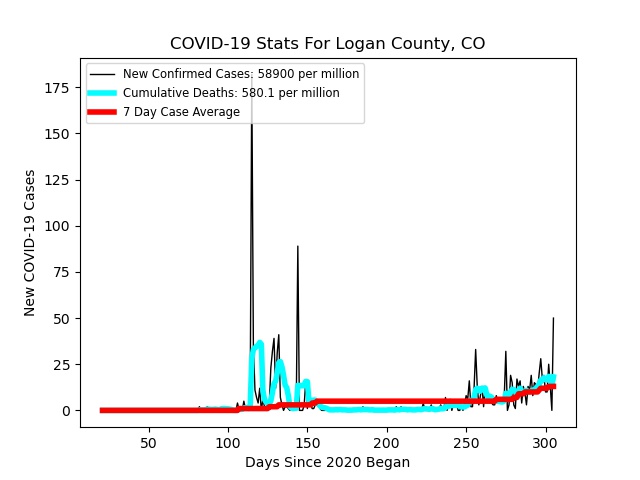 COVID-19 Stats For Logan County, CO
New Confirmed Cases: 58900 per million
Cumulative Deaths: 580.1 per million
7 Day Case Average
New COVID-19 Cases
175
150
125
100
75
50
25
0
50 100 150 200 250 300
Days Since 2020 Began